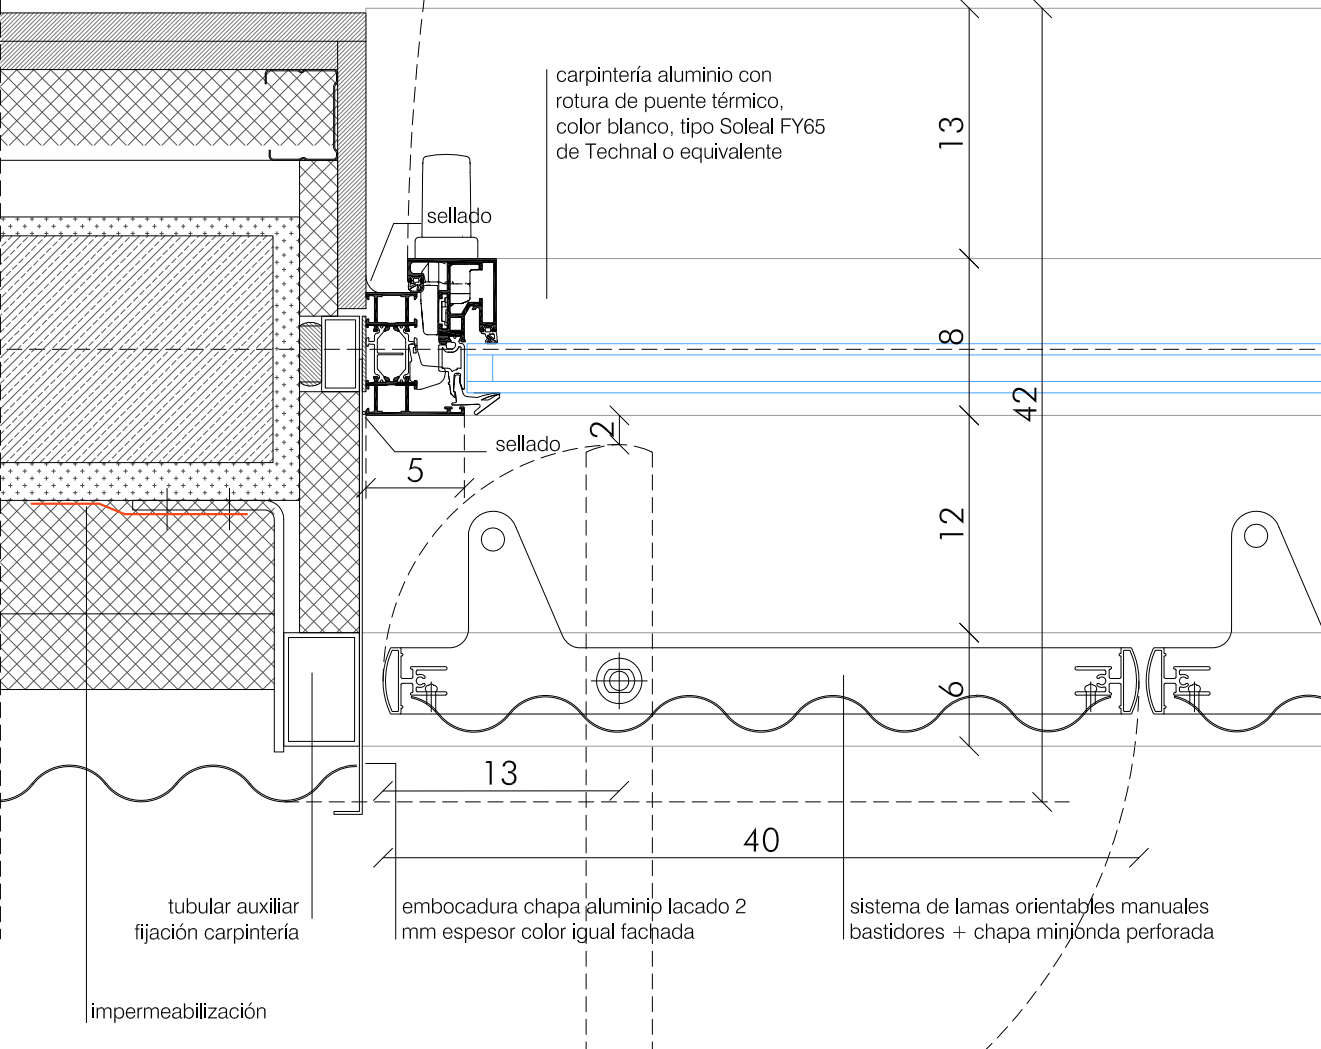 carpintería aluminio con
rotura de puente térmico,
color blanco, tipo Soleal FY65
de Technal o equivalente
13
sellado
8
42
2
sellado
5
12
6
13
40
tubular auxiliar
fijación carpintería
embocadura chapa aluminio lacado 2
mm espesor color igual fachada
sistema de lamas orientables manuales
bastidores + chapa minionda perforada
impermeabilización